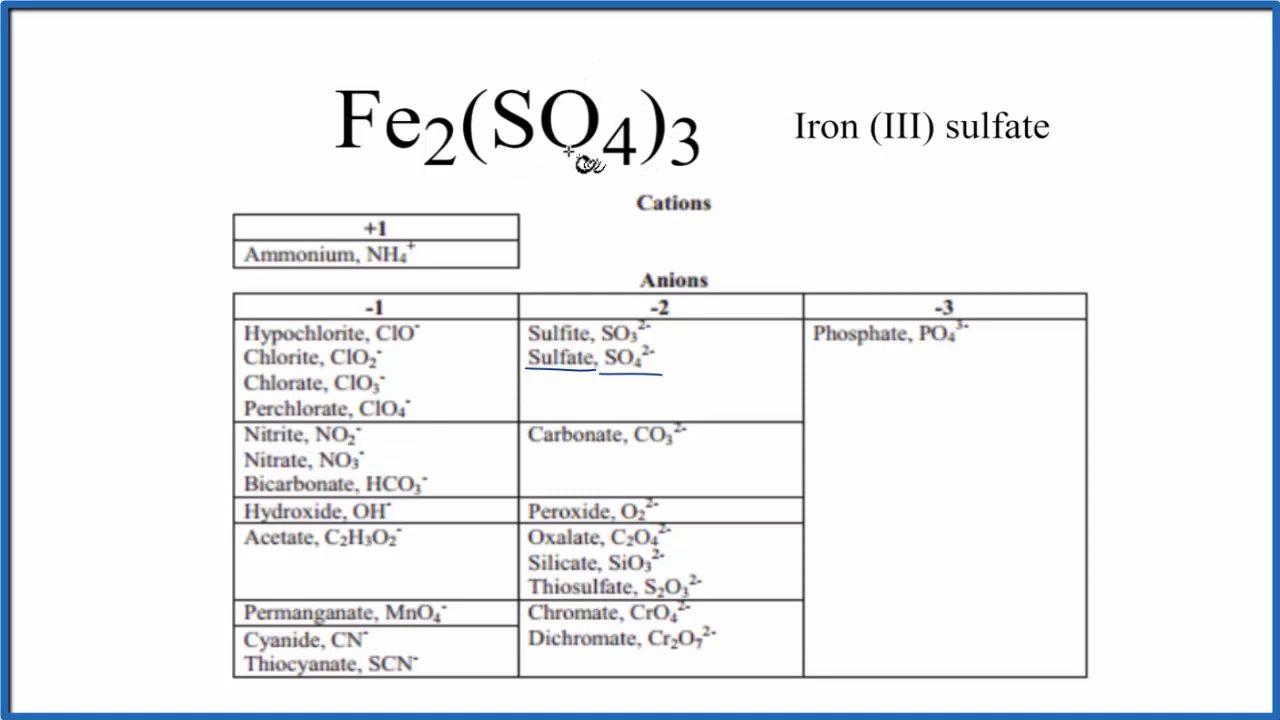 Fe₂(SO₄)₃ Iron (III) sulfate
Cations
+1
Ammonium, NH₄⁺
Anions
-1 -2 -3
Hypochlorite, ClO⁻ Sulfite, SO₃²⁻ Phosphate, PO₄³⁻
Chlorite, ClO₂⁻ Sulfate, SO₄²⁻
Chlorate, ClO₃⁻
Perchlorate, ClO₄⁻
Nitrite, NO₂⁻ Carbonate, CO₃²⁻
Nitrate, NO₃⁻
Bicarbonate, HCO₃⁻
Hydroxide, OH⁻ Peroxide, O₂²⁻
Acetate, C₂H₃O₂⁻ Oxalate, C₂O₄²⁻
Silicate, SiO₃²⁻
Thiosulfate, S₂O₃²⁻
Permanganate, MnO₄⁻ Chromate, CrO₄²⁻
Cyanide, CN⁻ Dichromate, Cr₂O₇²⁻
Thiocyanate, SCN⁻